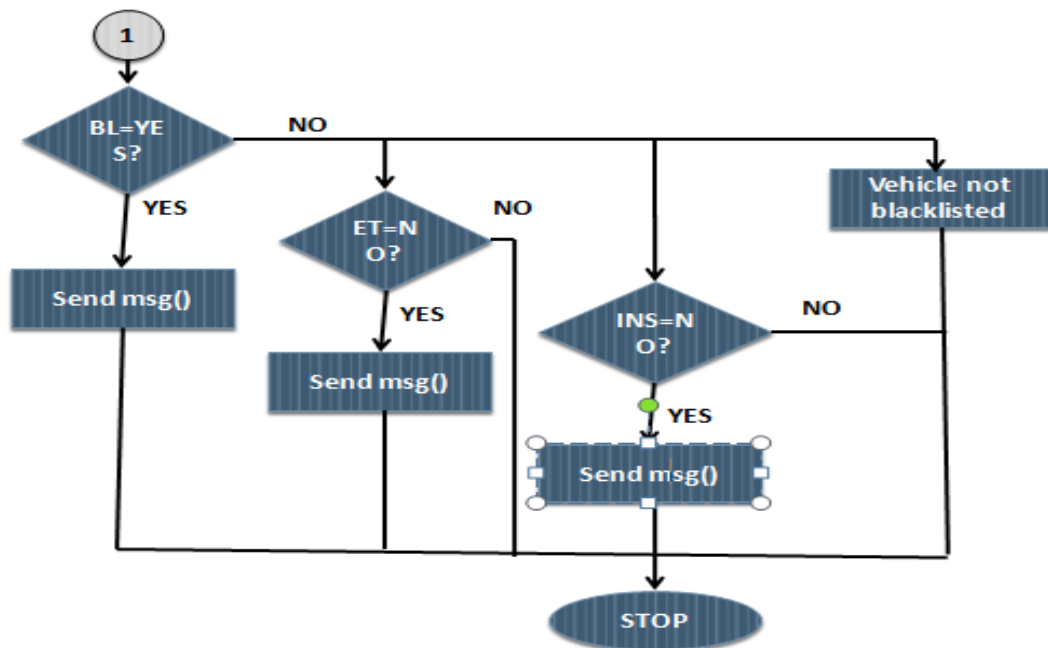 1
BL=YE
S?
NO
YES
Send msg()
ET=N
O?
NO
YES
Send msg()
INS=N
O?
NO
YES
Send msg()
Vehicle not
blacklisted
STOP